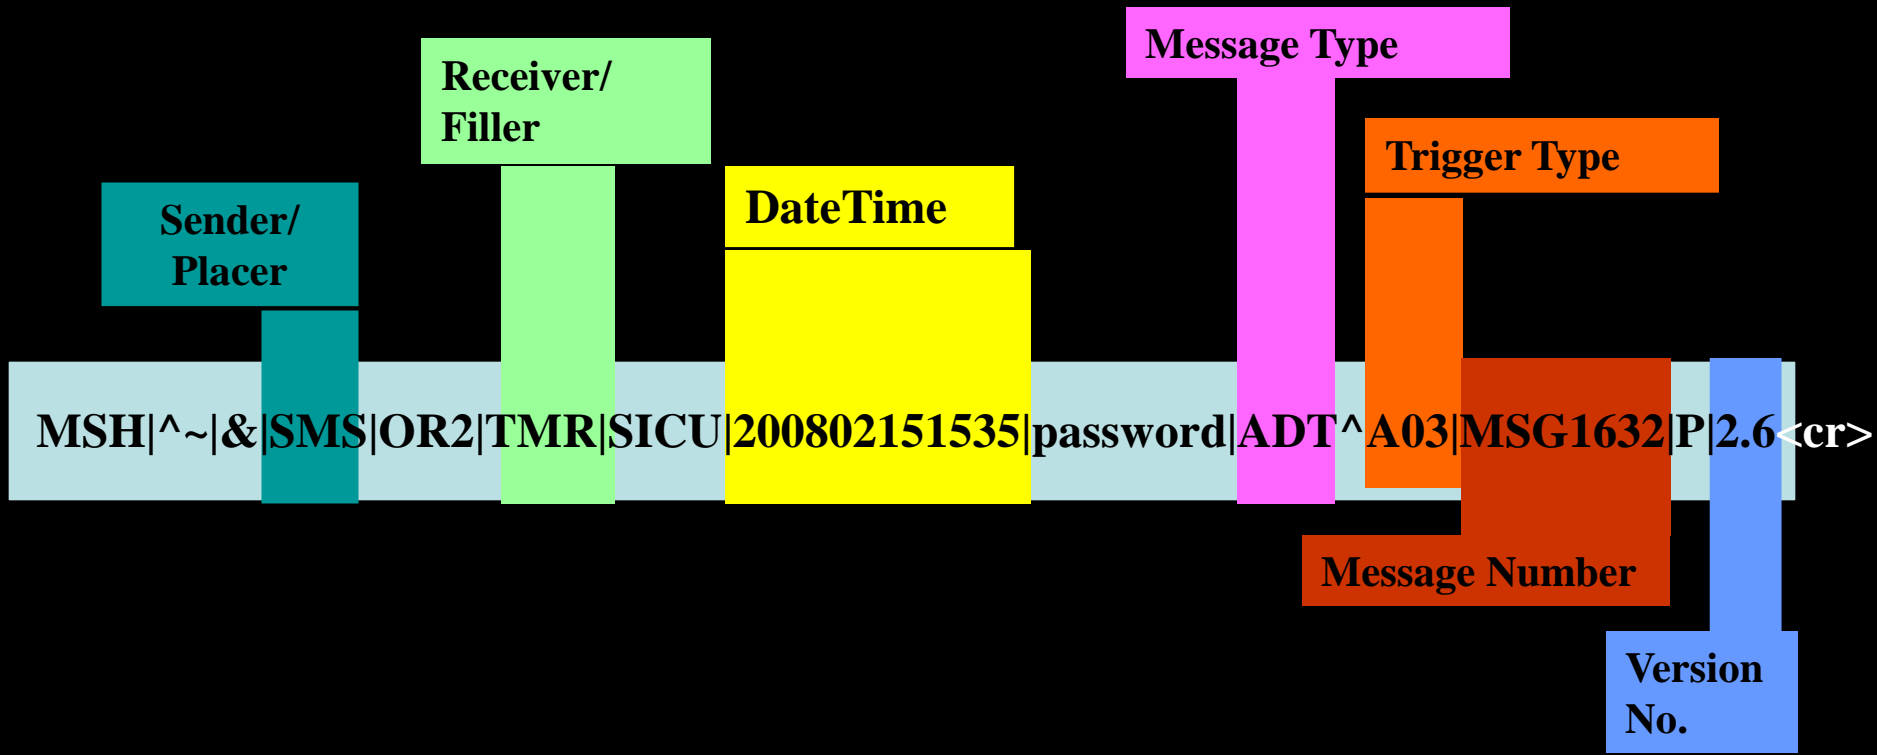 Message Type
Receiver/
Filler
Trigger Type
DateTime
Sender/
Placer
MSH|^~|&|SMS|OR2|TMR|SICU|200802151535|password|ADT^A03|MSG1632|P|2.6<cr>
Message Number
Version
No.